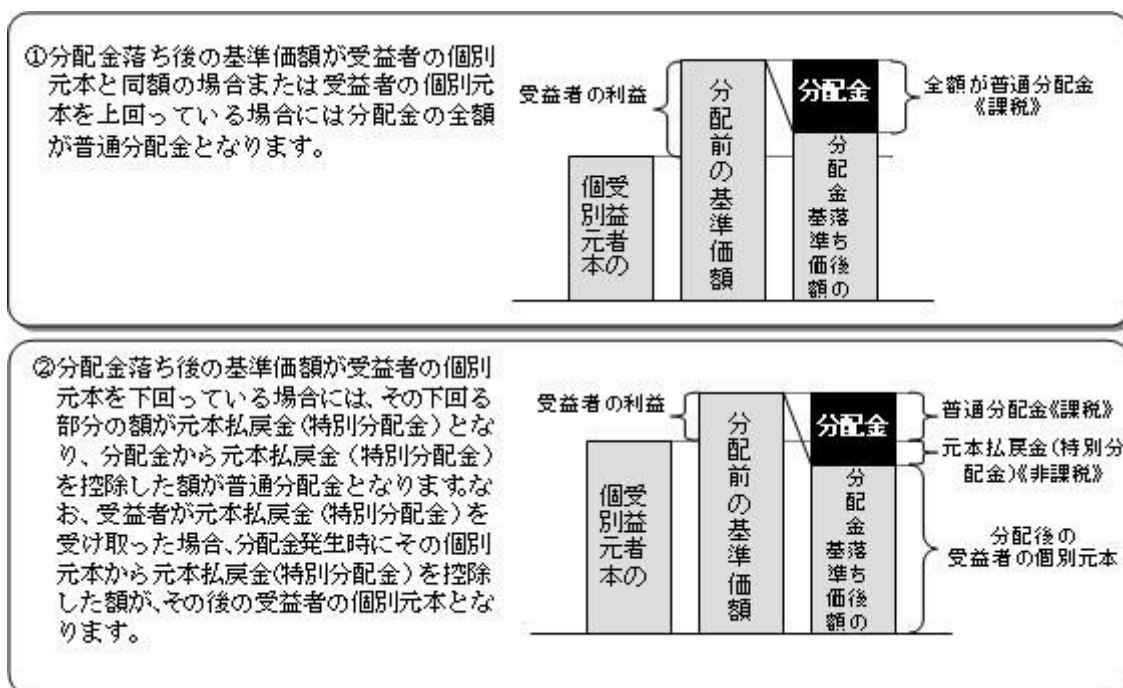 ①分配金落ち後の基準価額が受益者の個別
元本と同額の場合または受益者の個別元
本を上回っている場合には分配金の全額
が普通分配金となります。
受益者の利益
受益者の
個別元本
分配前の基準価額
分配金
分配金落ち後の
基準価額
全額が普通分配金
《課税》
②分配金落ち後の基準価額が受益者の個別
元本を下回っている場合には、その下回る
部分の額が元本払戻金(特別分配金)とな
り、分配金から元本払戻金(特別分配金)
を控除した額が普通分配金となります。な
お、受益者が元本払戻金(特別分配金)を
受け取った場合、分配金発生時にその個別
元本から元本払戻金(特別分配金)を控除
した額が、その後の受益者の個別元本とな
ります。
受益者の利益
受益者の
個別元本
分配前の基準価額
分配金
分配金落ち後の
基準価額
普通分配金《課税》
元本払戻金(特別分
配金)《非課税》
分配後の
受益者の個別元本